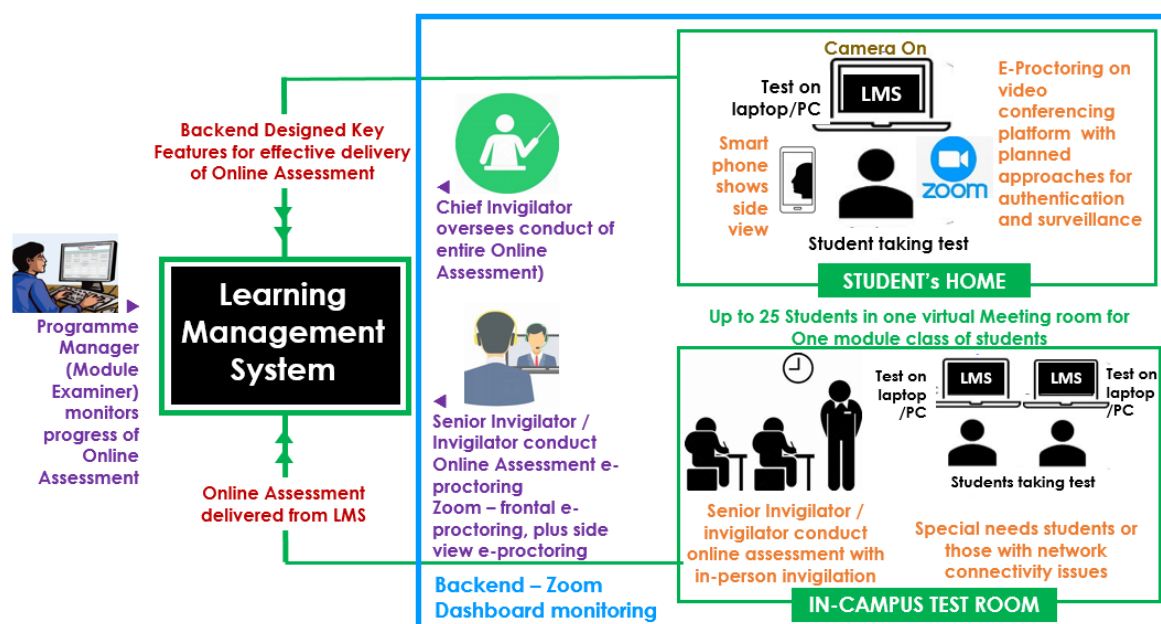 Backend Designed Key
Features for effective delivery
of Online Assessment
Programme
Manager
(Module
Examiner)
monitors
progress of
Online
Assessment
Learning
Management
System
Online Assessment
delivered from LMS
Chief Invigilator
oversees conduct of
entire Online
Assessment)
Senior Invigilator /
Invigilator conduct
Online Assessment e-
proctoring
Zoom – frontal e-
proctoring, plus side
view e-proctoring
Backend – Zoom
Dashboard monitoring
Camera On
Test on
laptop/PC
LMS
Smart
phone
shows
side
view
zoom
Student taking test
E-Proctoring on
video
conferencing
platform with
planned
approaches for
authentication
and surveillance
STUDENT's HOME
Up to 25 Students in one virtual Meeting room for
One module class of students
Test on
laptop
/PC
LMS
LMS
Test on
laptop
/PC
Students taking test
Senior Invigilator /
invigilator conduct
online assessment with
in-person invigilation
Special needs students or
those with network
connectivity issues
IN-CAMPUS TEST ROOM